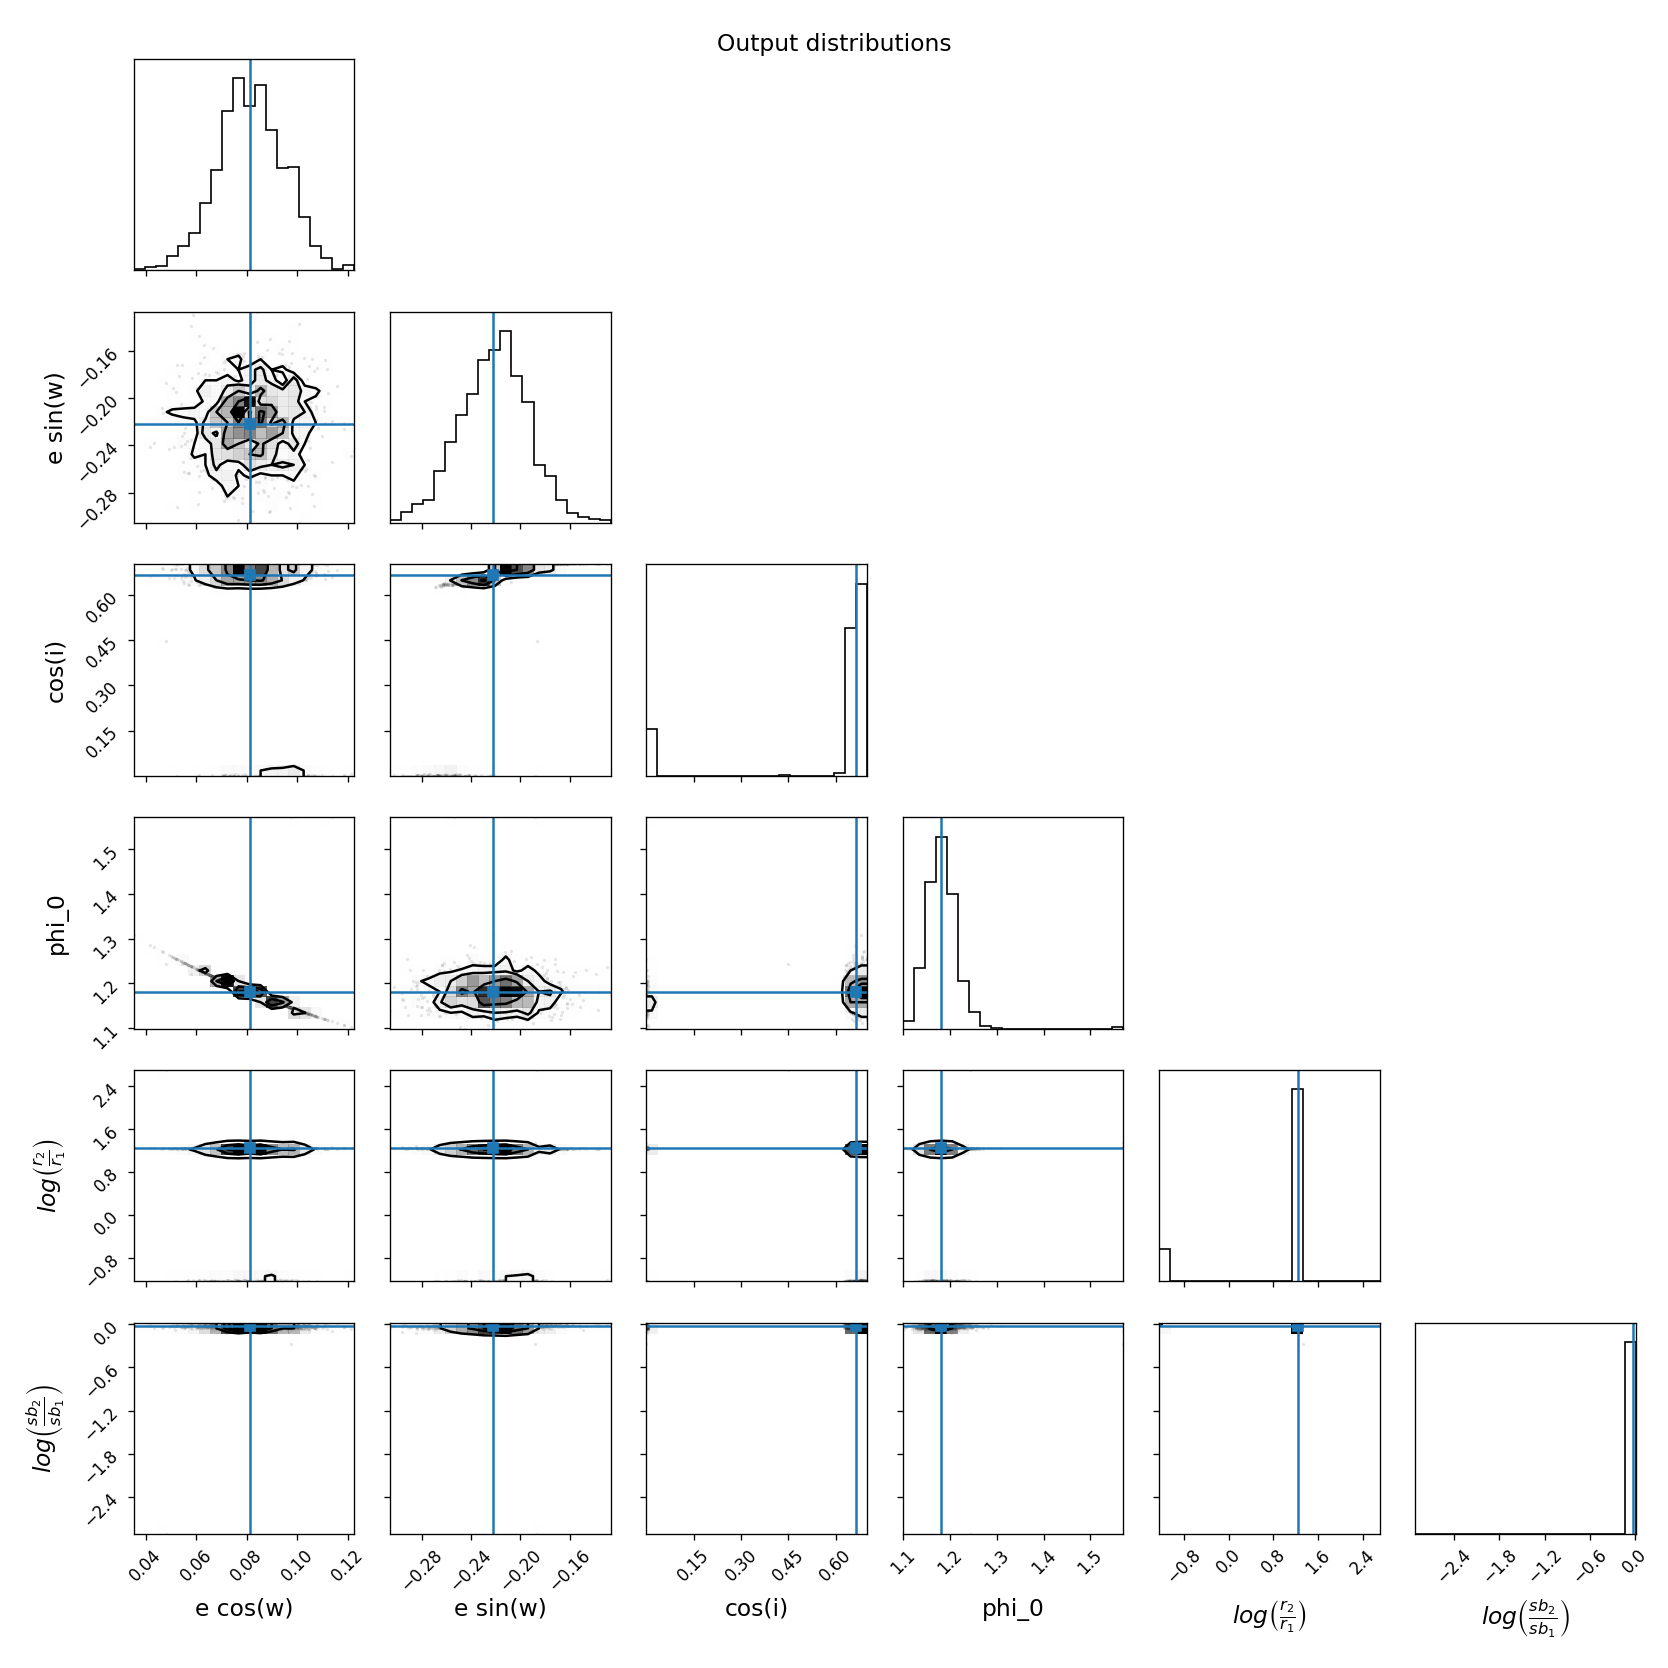 Output distributions
e sin(w)
−0.16
−0.20
−0.24
−0.28
cos(i)
0.60
0.45
0.30
0.15
phi_0
1.5
1.4
1.3
1.2
1.1
log(r2/r1)
2.4
1.6
0.8
0.0
−0.8
log(sb2/sb1)
0.0
−0.6
−1.2
−1.8
−2.4
0.04 0.06 0.08 0.10 0.12 −0.28 −0.24 −0.20 −0.16 0.15 0.30 0.45 0.60 1.1 1.2 1.3 1.4 1.5 −0.8 0.0 0.8 1.6 2.4 −2.4 −1.8 −1.2 −0.6 0.0
e cos(w) e sin(w) cos(i) phi_0 log(r2/r1) log(sb2/sb1)